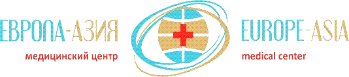 ЕВРОПА-АЗИЯ
медицинский центр
EUROPE-ASIA
medical center